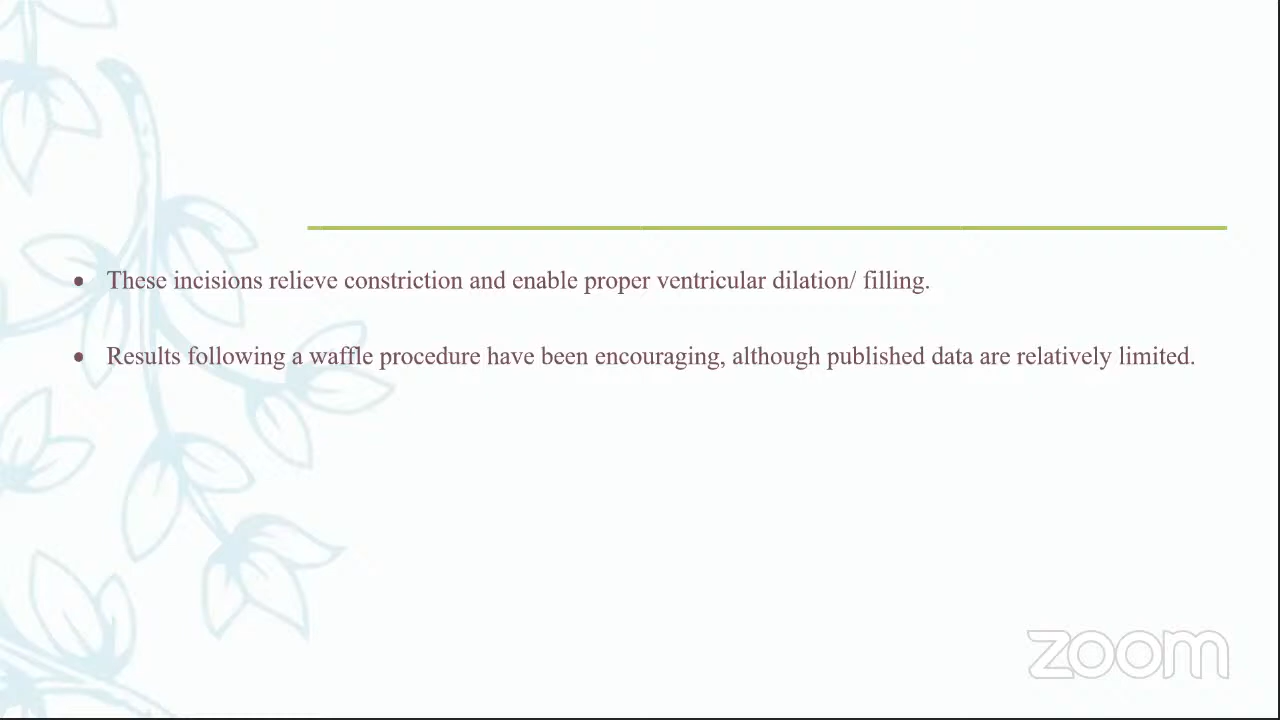 • These incisions relieve constriction and enable proper ventricular dilation/ filling.
• Results following a waffle procedure have been encouraging, although published data are relatively limited.
zoom